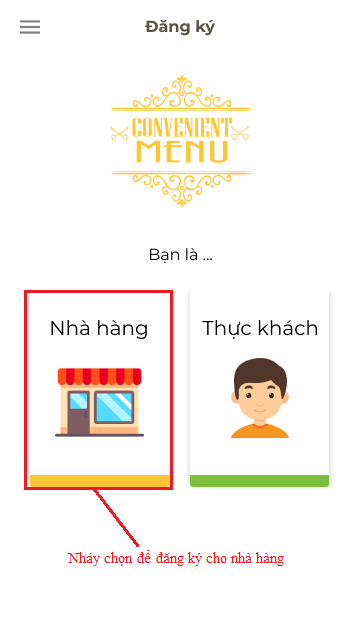 Đăng ký
CONVENIENT
MENU
Bạn là ...
Nhà hàng
Thực khách
Nháy chọn để đăng ký cho nhà hàng